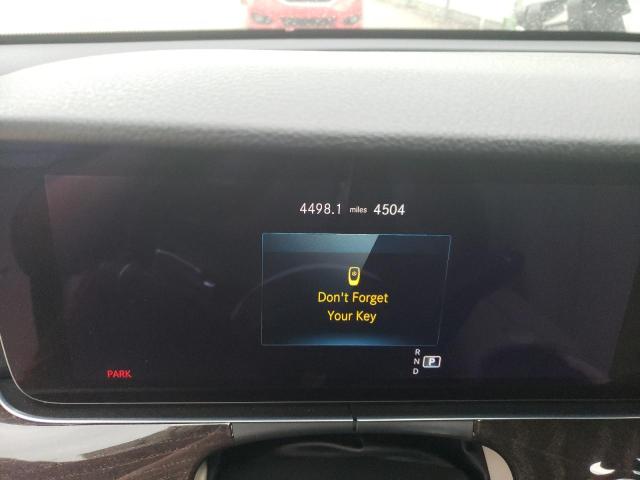 4498.1 miles 4504
Don't Forget
Your Key
R
N P
D
PARK